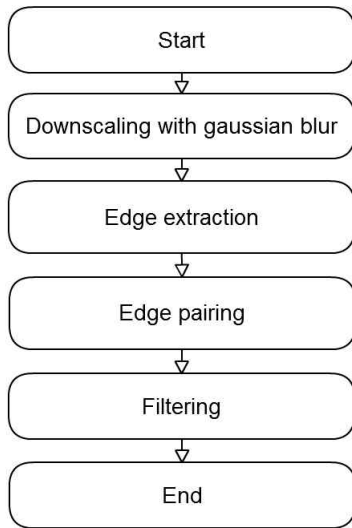 Start
Downscaling with gaussian blur
Edge extraction
Edge pairing
Filtering
End